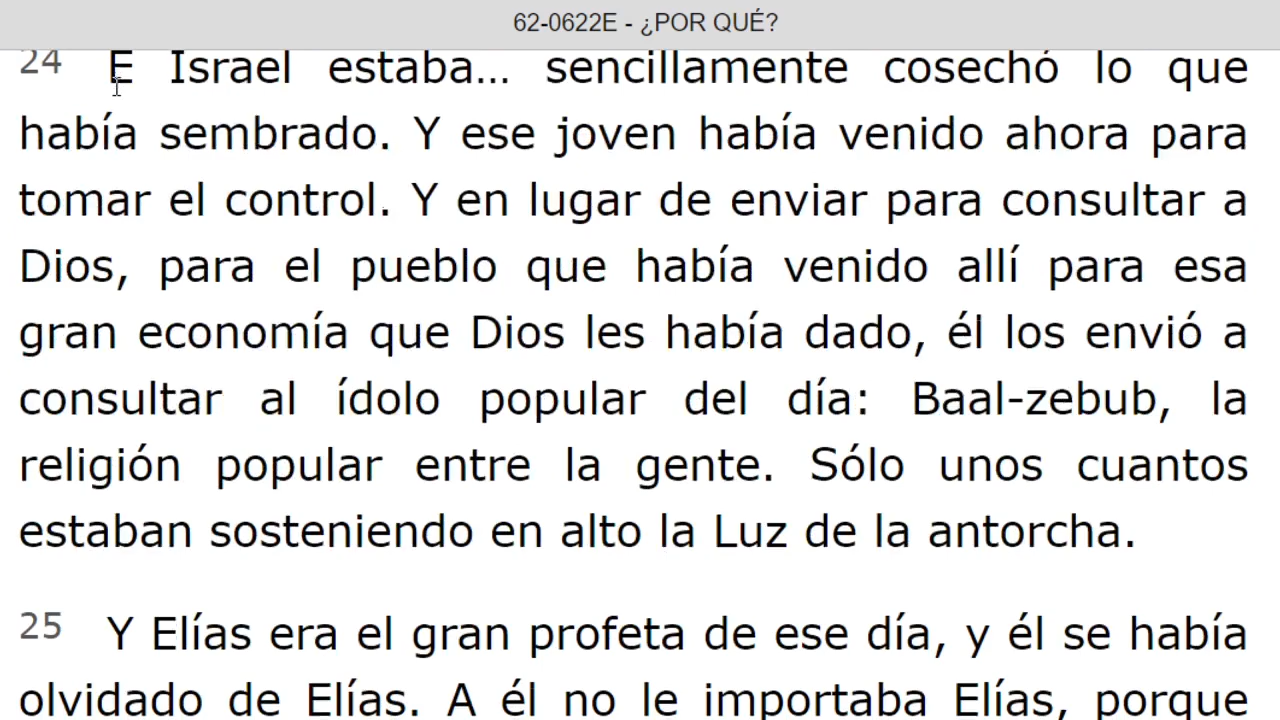 62-0622E - ¿POR QUÉ?
24 E Israel estaba... sencillamente cosechó lo que
había sembrado. Y ese joven había venido ahora para
tomar el control. Y en lugar de enviar para consultar a
Dios, para el pueblo que había venido allí para esa
gran economía que Dios les había dado, él los envió a
consultar al ídolo popular del día: Baal-zebub, la
religión popular entre la gente. Sólo unos cuantos
estaban sosteniendo en alto la Luz de la antorcha.
25 Y Elías era el gran profeta de ese día, y él se había
olvidado de Elías. A él no le importaba Elías, porque